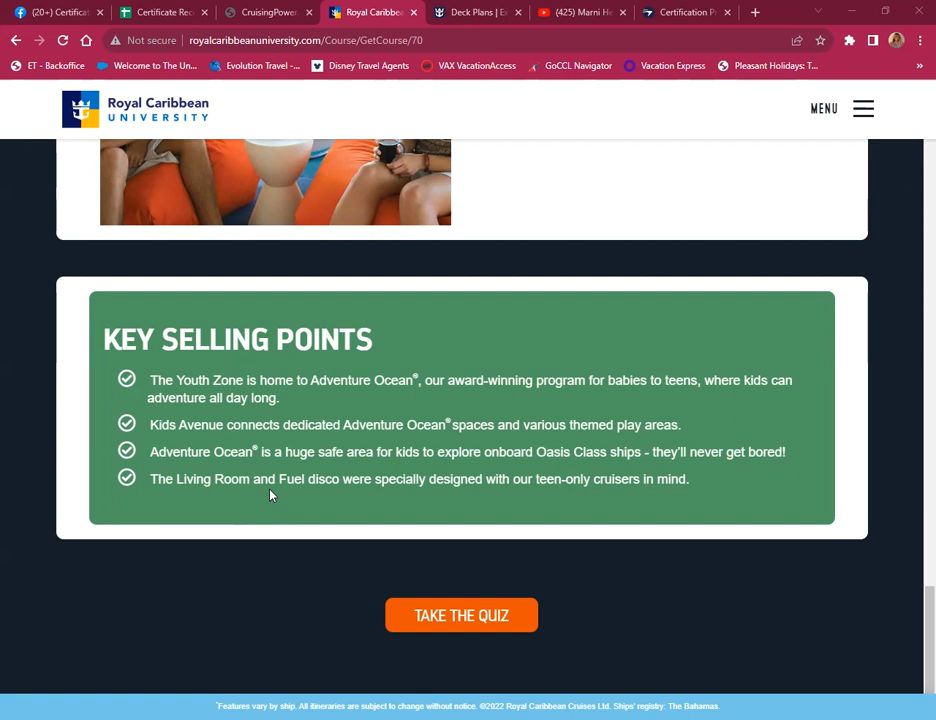 (20+) Certificat
Certificate Rec
CruisingPower
Royal Caribbea
Deck Plans | Ex
(425) Marni He
Certification Pr
Not secure
royalcaribbeanuniversity.com/Course/GetCourse/70
ET - Backoffice
Welcome to The Un...
Evolution Travel -...
Disney Travel Agents
VAX VacationAccess
GoCCL Navigator
Vacation Express
Pleasant Holidays: T...
»
Royal Caribbean
UNIVERSITY
MENU
KEY SELLING POINTS
The Youth Zone is home to Adventure Ocean®, our award-winning program for babies to teens, where kids can
adventure all day long.
Kids Avenue connects dedicated Adventure Ocean® spaces and various themed play areas.
Adventure Ocean® is a huge safe area for kids to explore onboard Oasis Class ships - they'll never get bored!
The Living Room and Fuel disco were specially designed with our teen-only cruisers in mind.
TAKE THE QUIZ
*Features vary by ship. All itineraries are subject to change without notice. ©2022 Royal Caribbean Cruises Ltd. Ships' registry: The Bahamas.